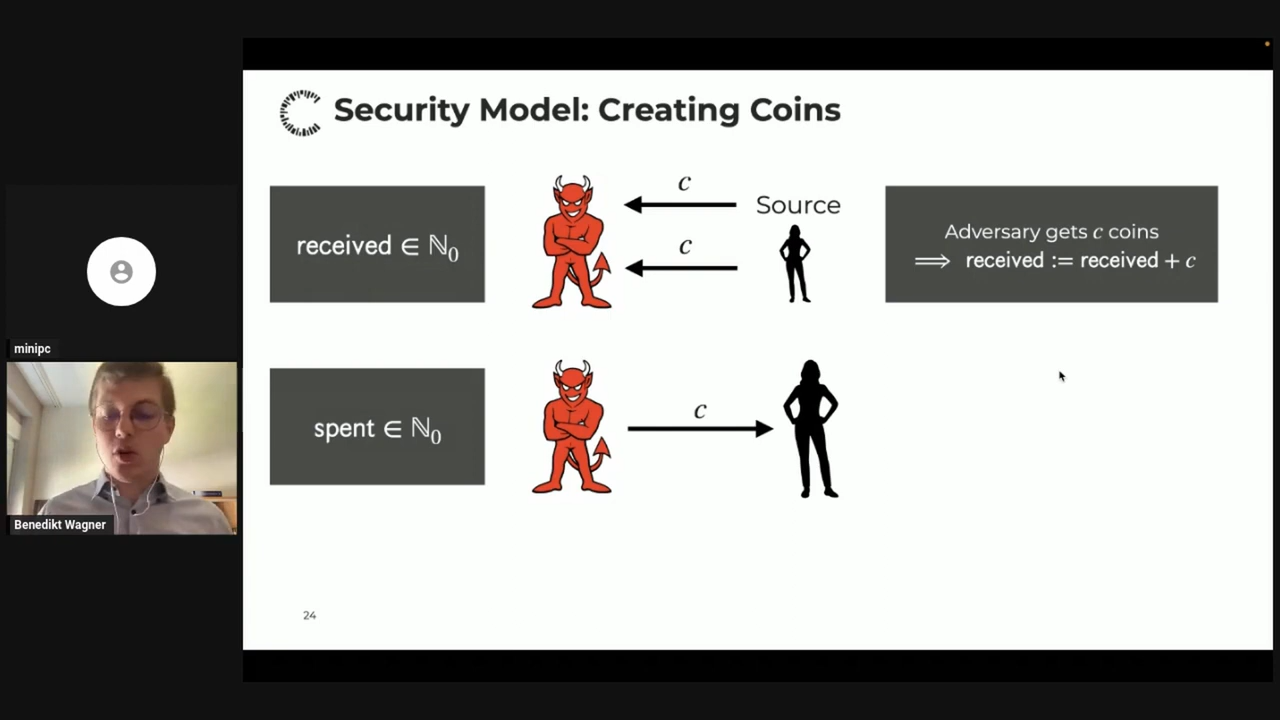 Security Model: Creating Coins
received ∈ ℕ₀
c
Source
c
Adversary gets c coins
⟹ received := received + c
spent ∈ ℕ₀
c
24
minipc
Benedikt Wagner